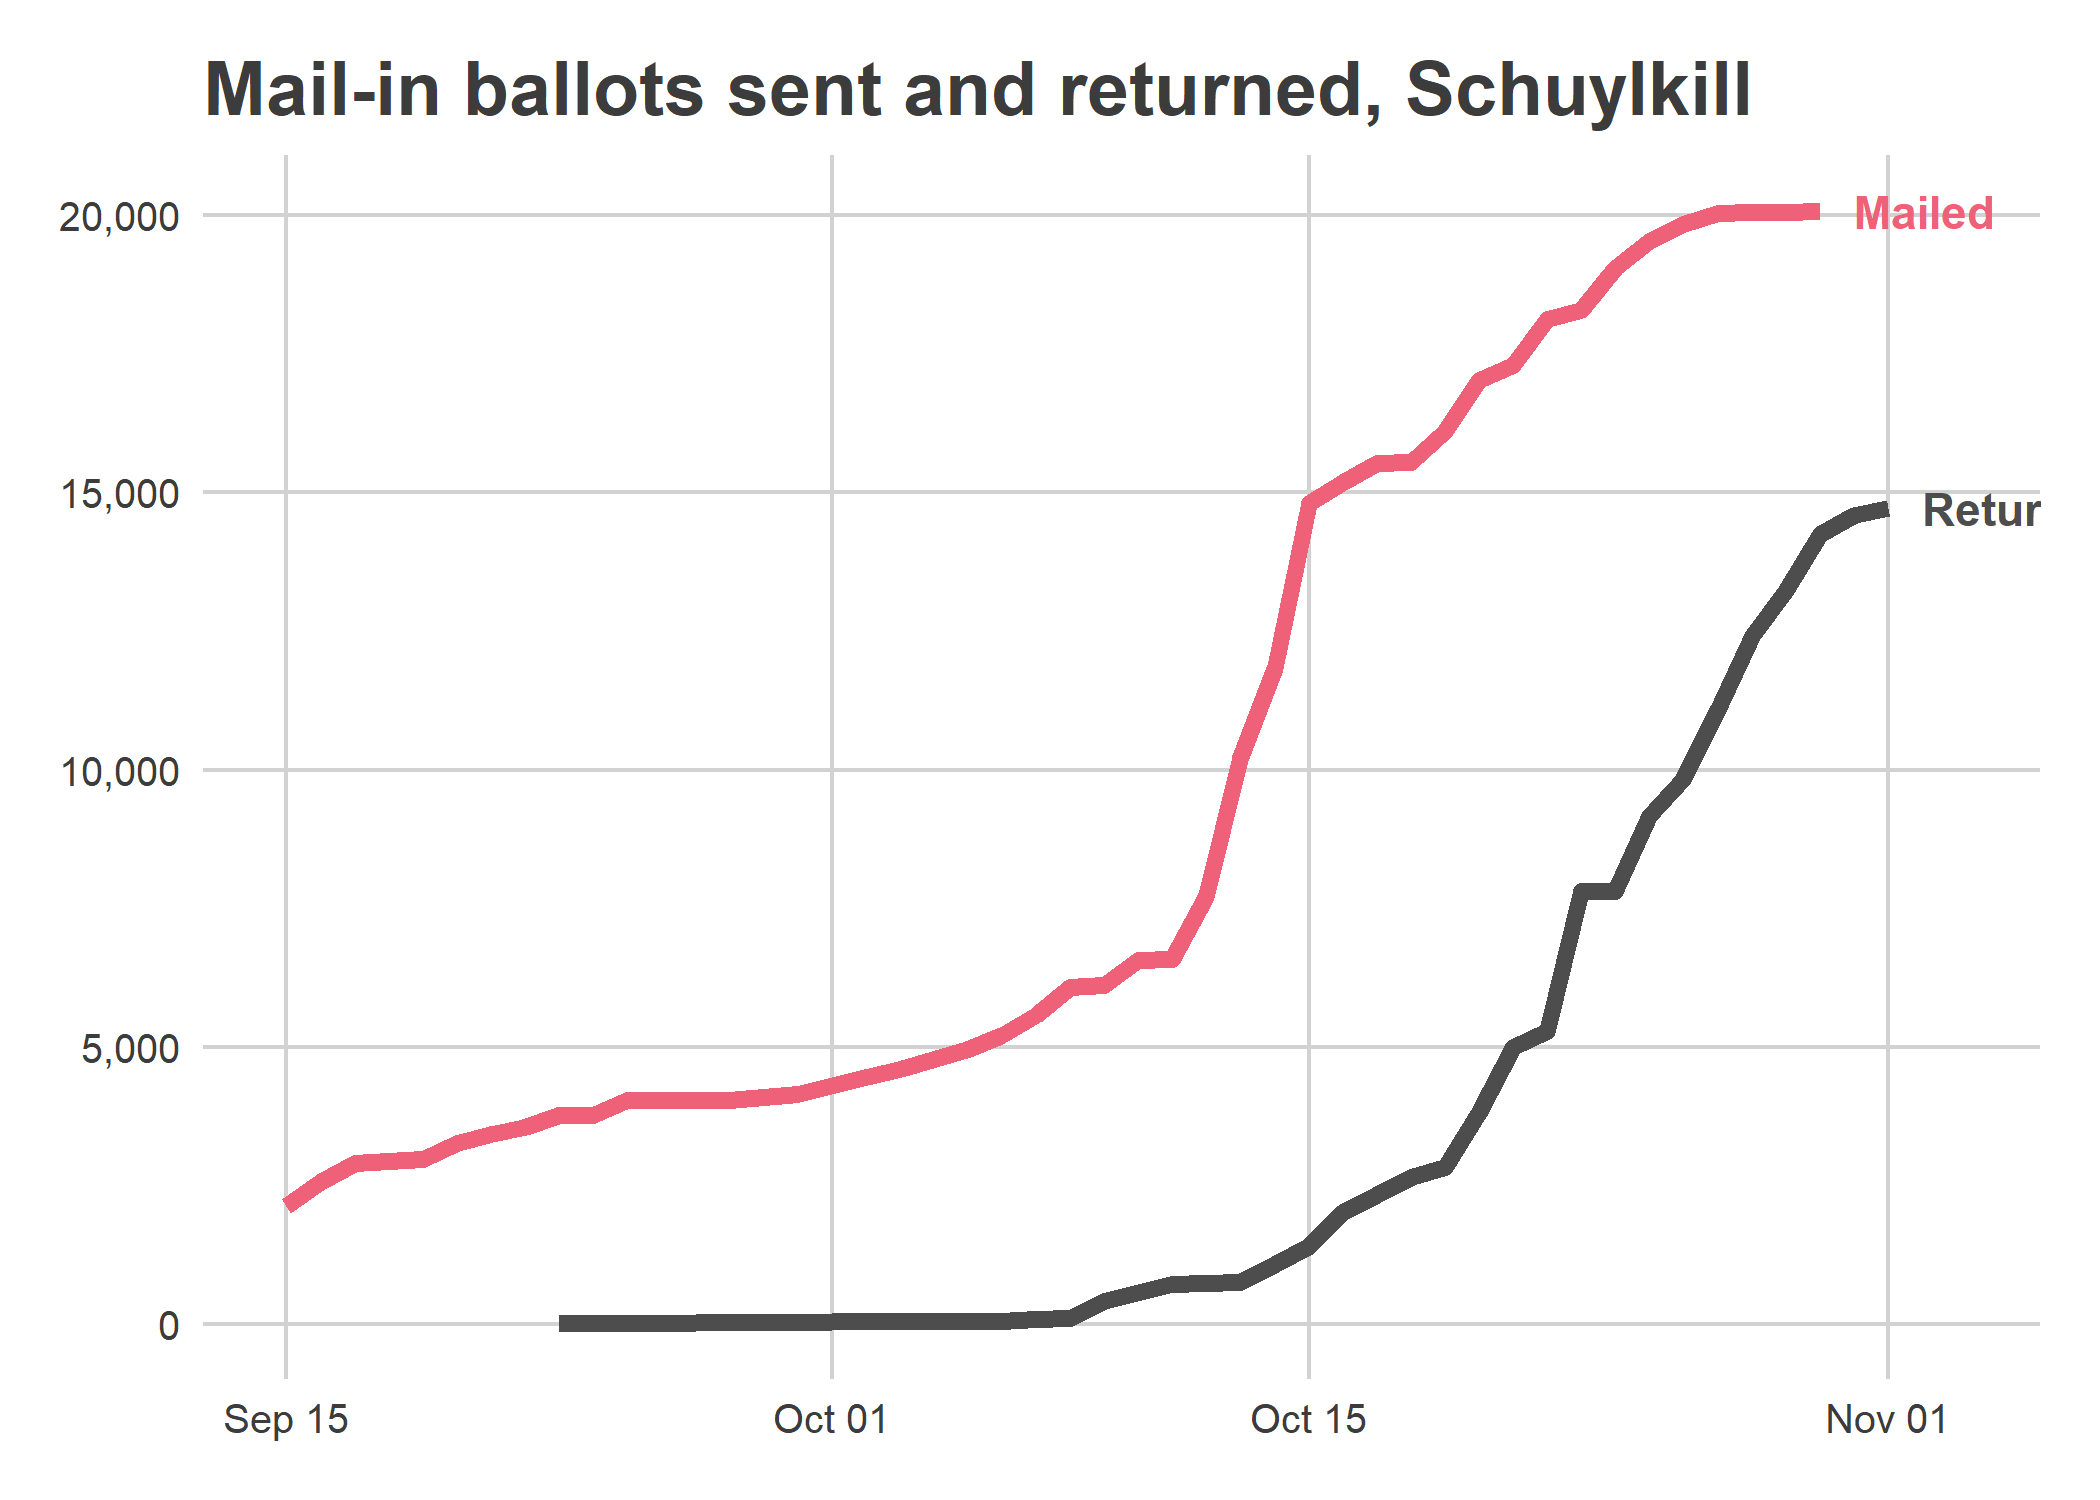 Mail-in ballots sent and returned, Schuylkill
20,000
Mailed
15,000
Retur
10,000
5,000
0
Sep 15
Oct 01
Oct 15
Nov 01